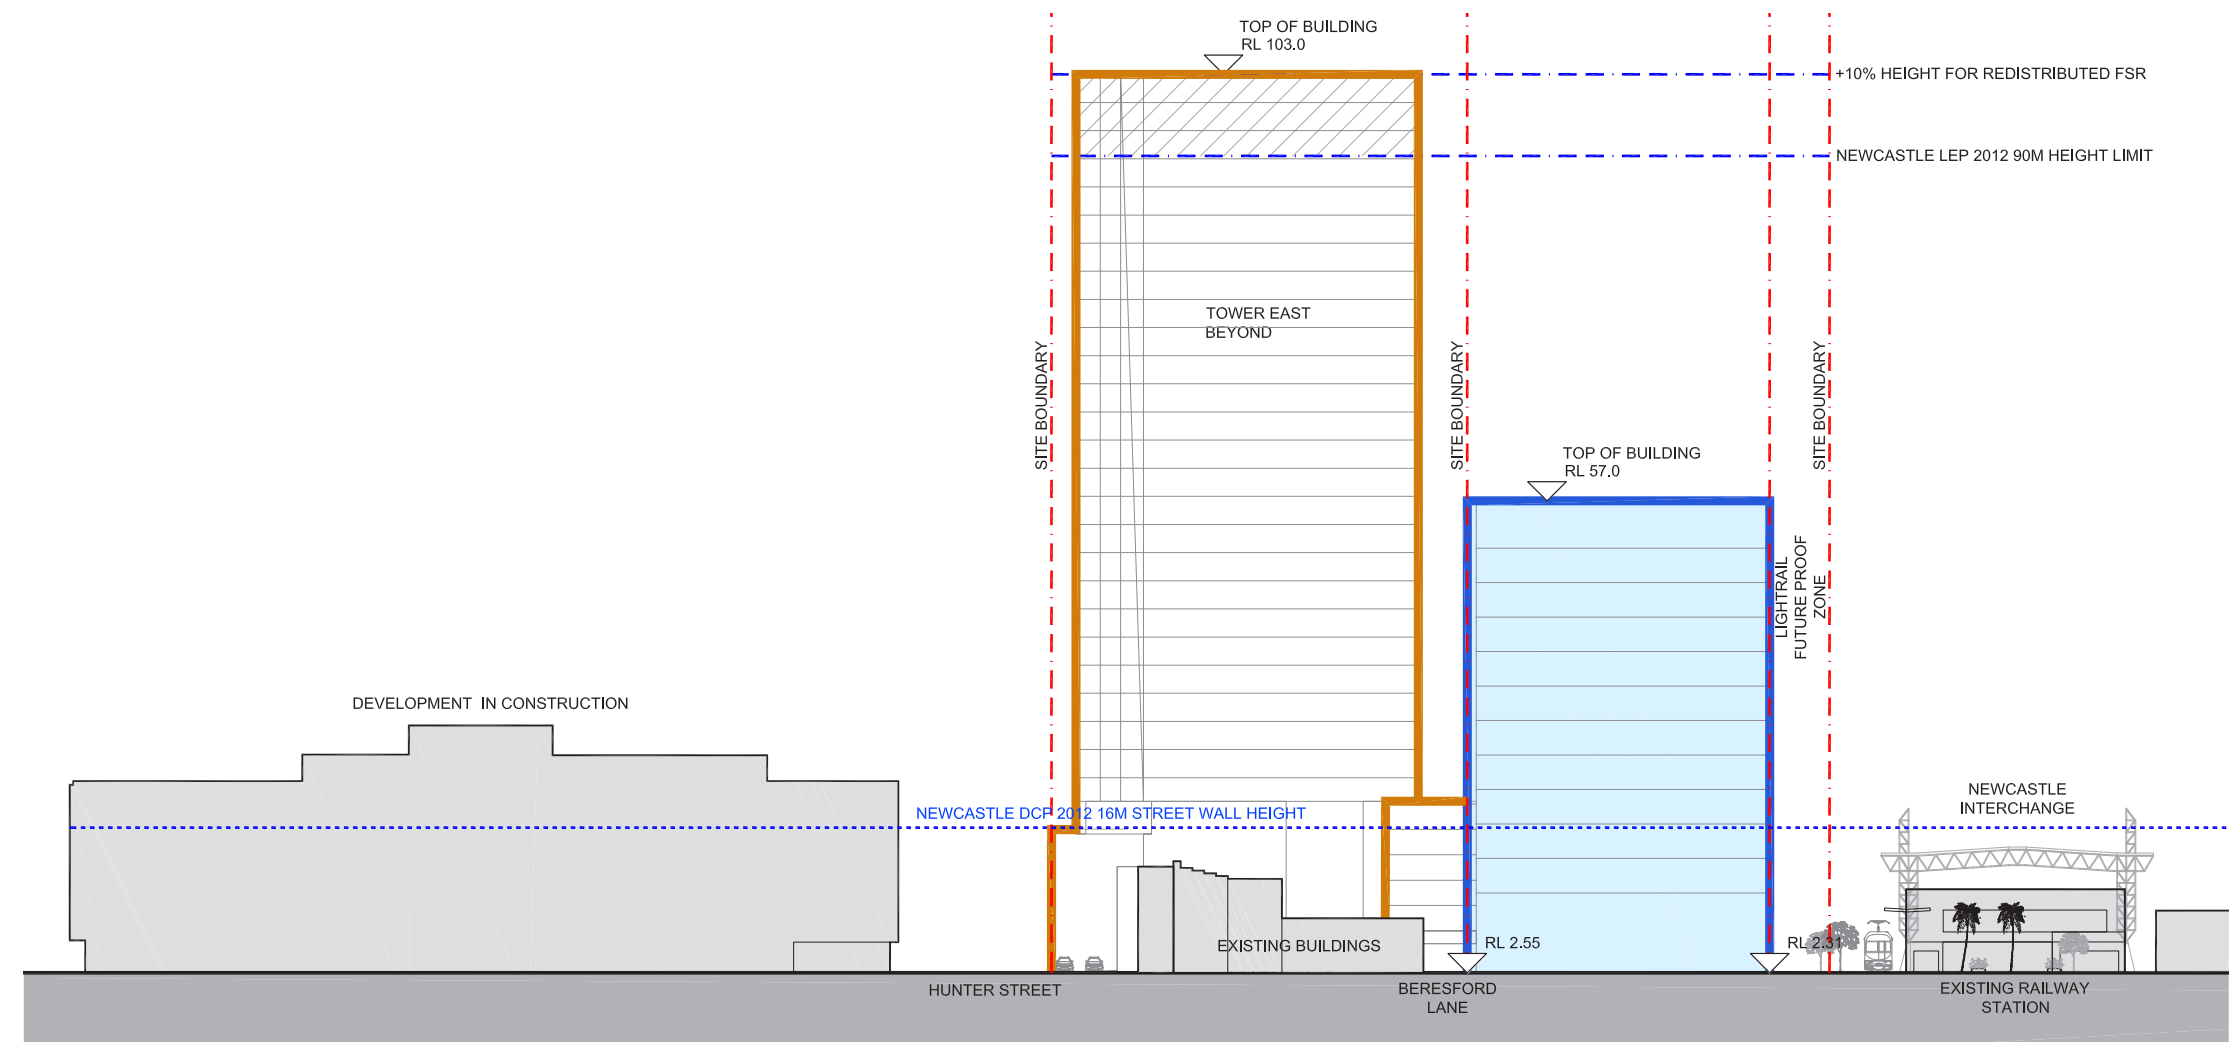 TOP OF BUILDING
RL 103.0
+10% HEIGHT FOR REDISTRIBUTED FSR
NEWCASTLE LEP 2012 90M HEIGHT LIMIT
TOWER EAST
BEYOND
SITE BOUNDARY
SITE BOUNDARY
SITE BOUNDARY
TOP OF BUILDING
RL 57.0
LIGHTRAIL
FUTURE PROOF
ZONE
DEVELOPMENT IN CONSTRUCTION
NEWCASTLE DCP 2012 16M STREET WALL HEIGHT
NEWCASTLE
INTERCHANGE
EXISTING BUILDINGS
RL 2.55
RL 2.31
HUNTER STREET
BERESFORD
LANE
EXISTING RAILWAY
STATION